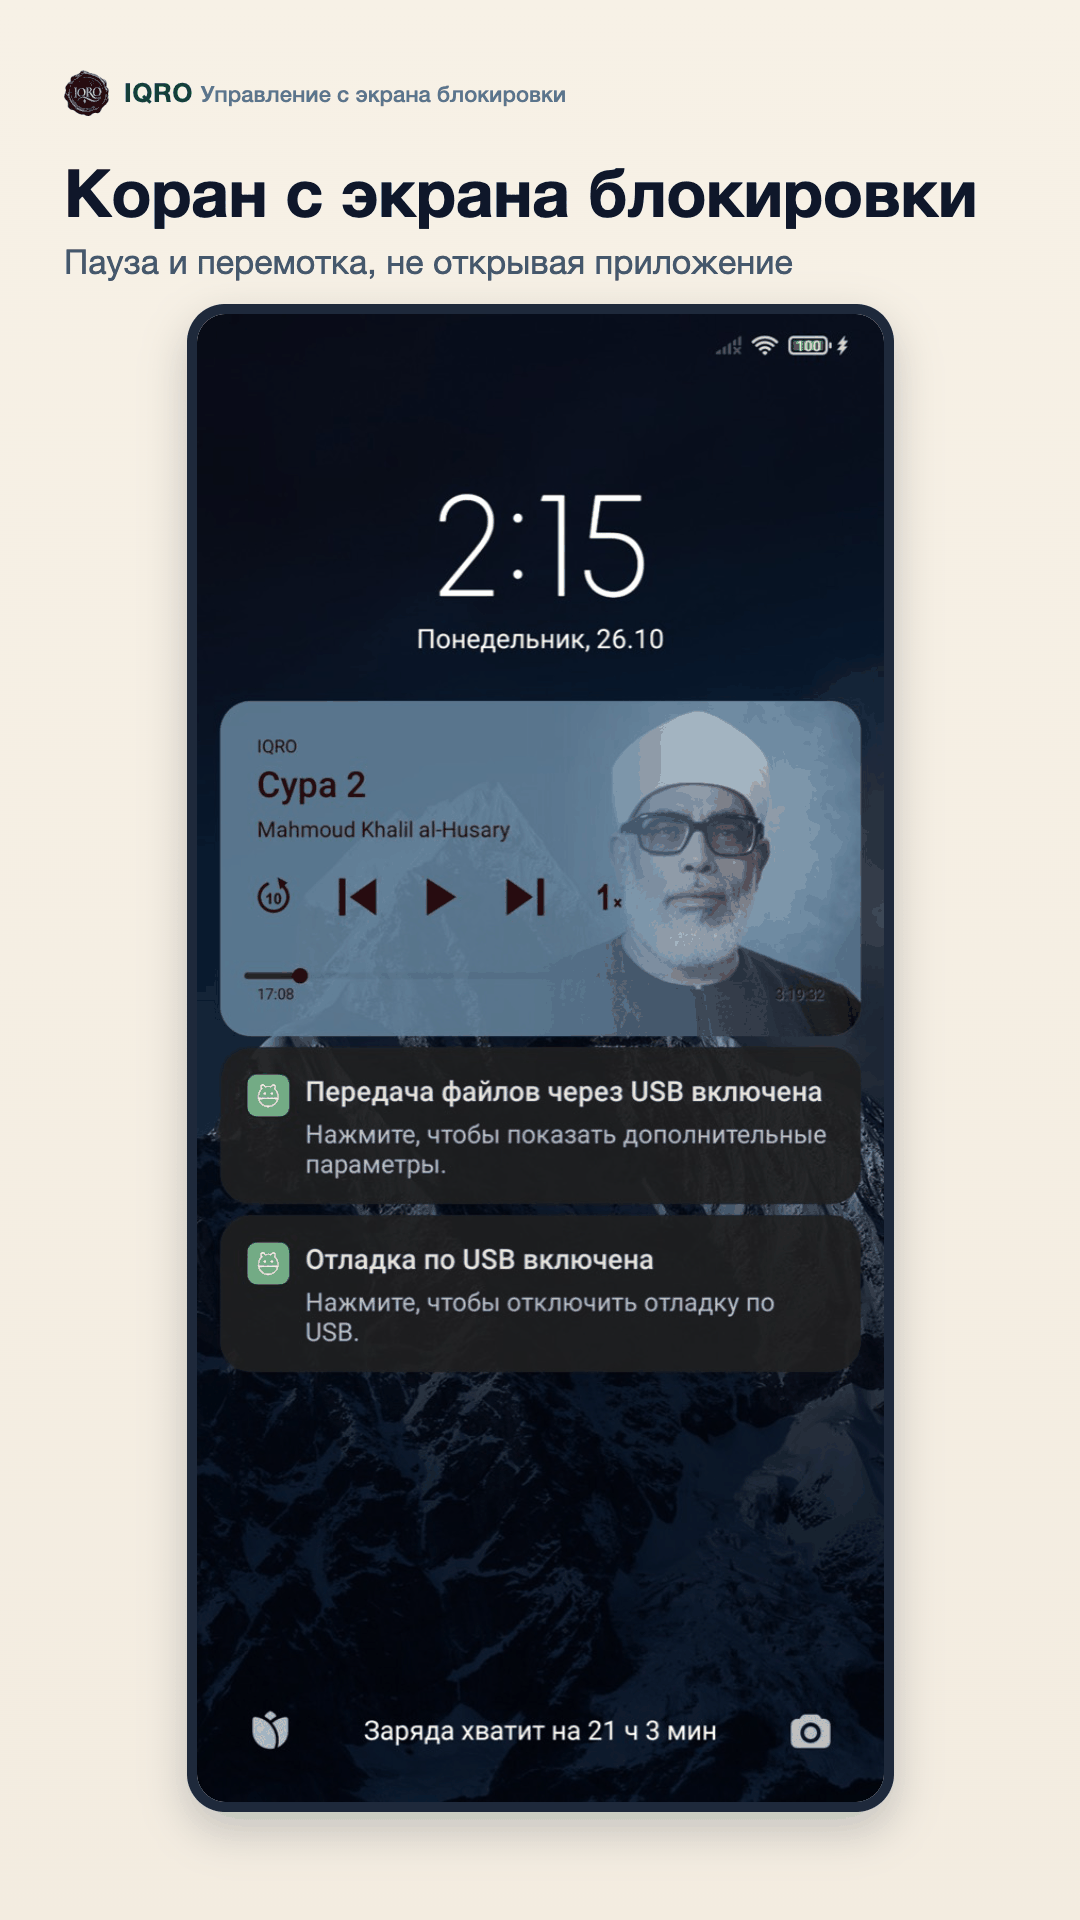 IQRO
IQRO Управление с экрана блокировки
Коран с экрана блокировки
Пауза и перемотка, не открывая приложение
100
2:15
Понедельник, 26.10
IQRO
Сура 2
Mahmoud Khalil al-Husary
10
1x
17:08
3:19:32
Передача файлов через USB включена
Нажмите, чтобы показать дополнительные
параметры.
Отладка по USB включена
Нажмите, чтобы отключить отладку по
USB.
Заряда хватит на 21 ч 3 мин